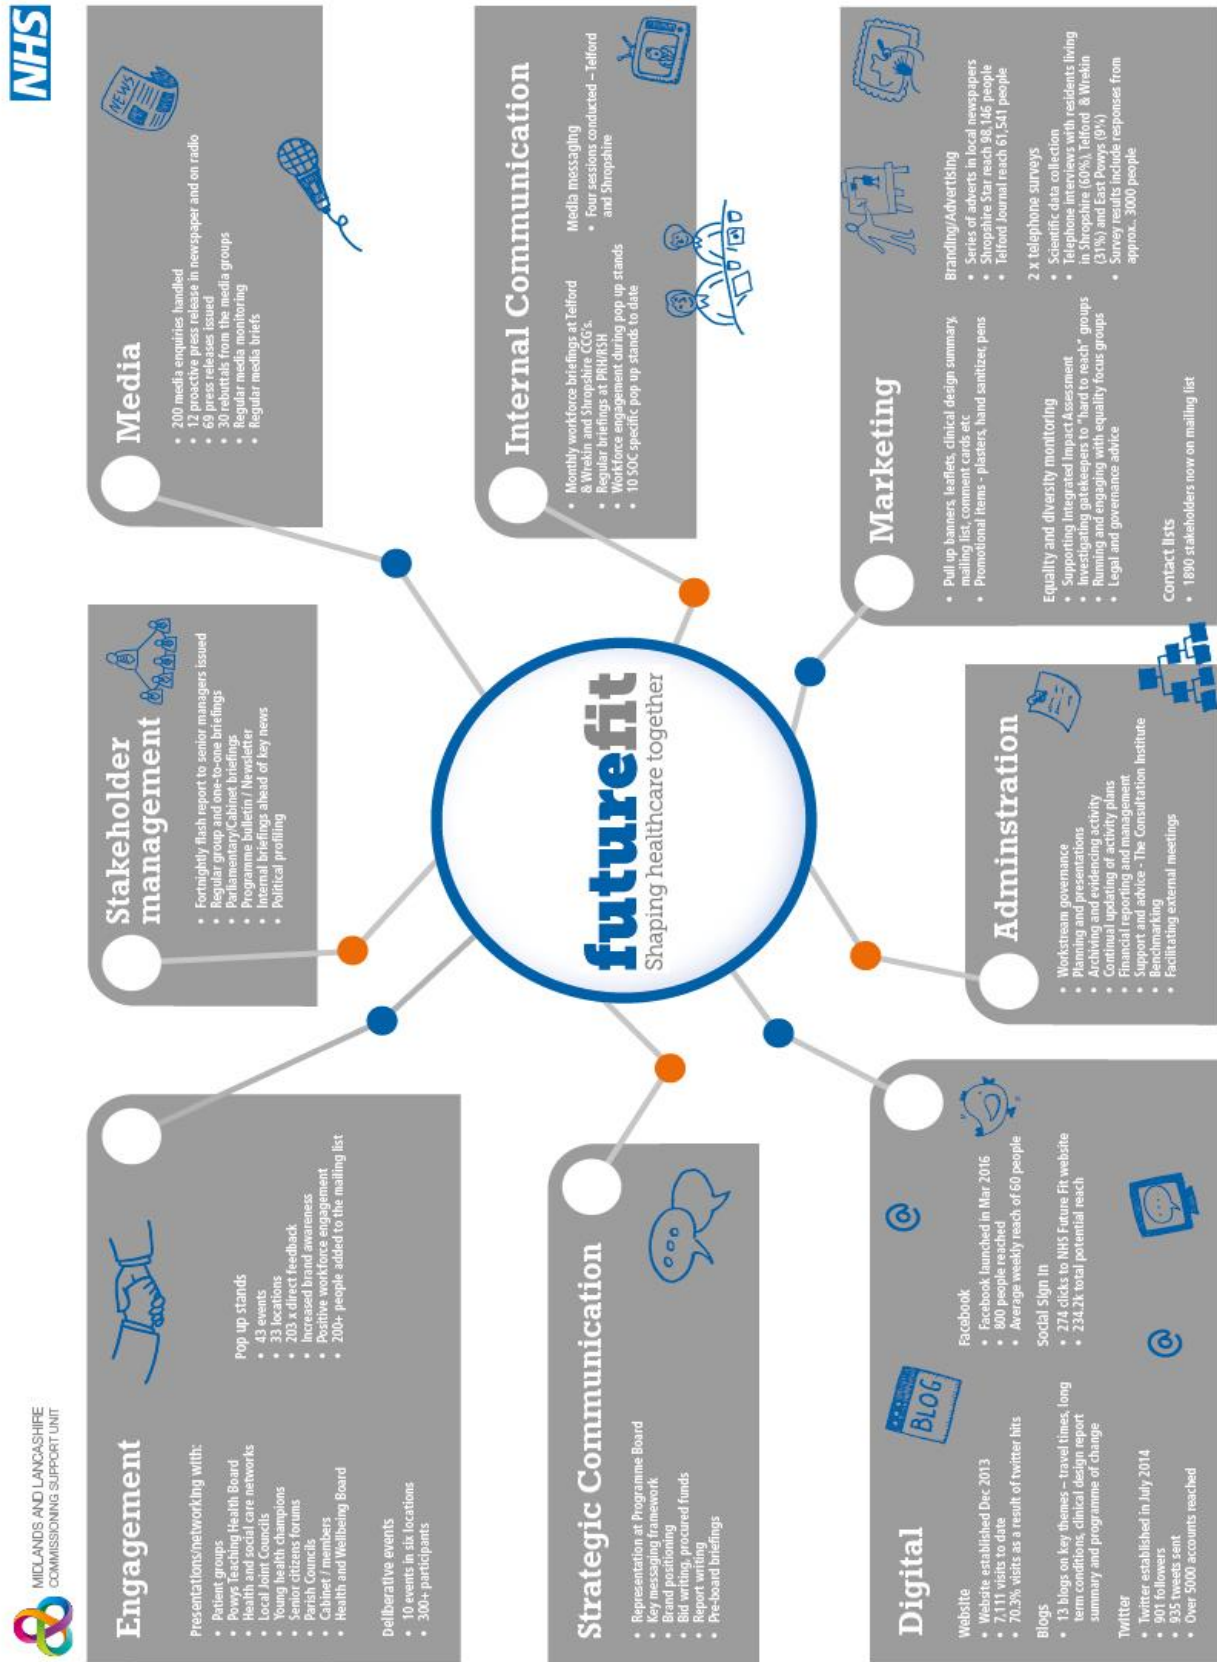 MIDLANDS AND LANCASHIRE
COMMISSIONING SUPPORT UNIT
NHS
Engagement
Presentations/networking with:
• Patient groups
• Powys Teaching Health Board
• Health and social care networks
• Local Joint Councils
• Young health champions
• Senior citizens forums
• Parish Councils
• Cabinet / members
• Health and Wellbeing Board
Deliberative events
• 10 events in six locations
• 300+ participants
Pop up stands
• 43 events
• 33 locations
• 203 x direct feedback
• Increased brand awareness
• Positive workforce engagement
• 200+ people added to the mailing list
Stakeholder
management
• Fortnightly flash report to senior managers issued
• Regular group and one-to-one briefings
• Parliamentary/Cabinet briefings
• Programme bulletin / Newsletter
• Internal briefings ahead of key news
• Political profiling
Media
• 200 media enquiries handled
• 12 proactive press release in newspaper and on radio
• 69 press releases issued
• 30 rebuttals from the media groups
• Regular media monitoring
• Regular media briefs
NEWS
Strategic Communication
• Representation at Programme Board
• Key messaging framework
• Brand positioning
• Bid writing, procured funds
• Report writing
• Pre-board briefings
futurefit
Shaping healthcare together
Internal Communication
• Monthly workforce briefings at Telford
& Wrekin and Shropshire CCG's.
• Regular briefings at PRH/RSH
• Workforce engagement during pop up stands
• 10 SOC specific pop up stands to date
Media messaging
• Four sessions conducted – Telford
and Shropshire
Digital
Website
• Website established Dec 2013
• 7,111 visits to date
• 70.3% visits as a result of twitter hits
Blogs
• 13 blogs on key themes – travel times, long
term conditions, clinical design report
summary and programme of change
Twitter
• Twitter established in July 2014
• 901 followers
• 935 tweets sent
• Over 5000 accounts reached
BLOG
@
Facebook
• Facebook launched in Mar 2016
• 800 people reached
• Average weekly reach of 60 people
Social Sign In
• 274 clicks to NHS Future Fit website
• 234.2k total potential reach
@
Adminstration
• Workstream governance
• Planning and presentations
• Archiving and evidencing activity
• Continual updating of activity plans
• Financial reporting and management
• Support and advice - The Consultation Institute
• Benchmarking
• Facilitating external meetings
Marketing
• Pull up banners, leaflets, clinical design summary,
mailing list, comment cards etc
• Promotional items - plasters, hand sanitizer, pens
Equality and diversity monitoring
• Supporting Integrated Impact Assessment
• Investigating gatekeepers to "hard to reach" groups
• Running and engaging with equality focus groups
• Legal and governance advice
Contact lists
• 1890 stakeholders now on mailing list
Branding/Advertising
• Series of adverts in local newspapers
• Shropshire Star reach 98,146 people
• Telford Journal reach 61,541 people
2 x telephone surveys
• Scientific data collection
• Telephone interviews with residents living
in Shropshire (60%), Telford & Wrekin
(31%) and East Powys (9%)
• Survey results include responses from
approx.. 3000 people